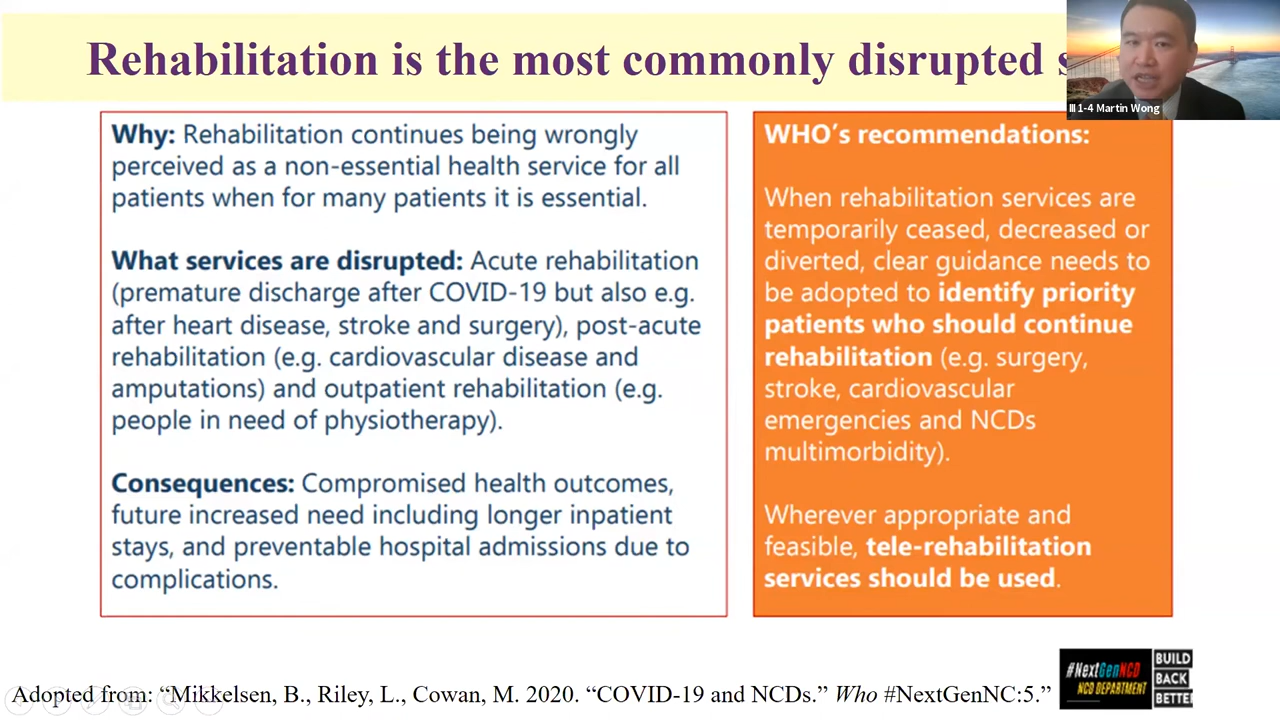 Rehabilitation is the most commonly disrupted
III 1-4 Martin Wong
Why: Rehabilitation continues being wrongly
perceived as a non-essential health service for all
patients when for many patients it is essential.
What services are disrupted: Acute rehabilitation
(premature discharge after COVID-19 but also e.g.
after heart disease, stroke and surgery), post-acute
rehabilitation (e.g. cardiovascular disease and
amputations) and outpatient rehabilitation (e.g.
people in need of physiotherapy).
Consequences: Compromised health outcomes,
future increased need including longer inpatient
stays, and preventable hospital admissions due to
complications.
WHO's recommendations:
When rehabilitation services are
temporarily ceased, decreased or
diverted, clear guidance needs to
be adopted to identify priority
patients who should continue
rehabilitation (e.g. surgery,
stroke, cardiovascular
emergencies and NCDs
multimorbidity).
Wherever appropriate and
feasible, tele-rehabilitation
services should be used.
#NextGenNCD
NCD DEPARTMENT
BUILD
BACK
BETTE
Adopted from: “Mikkelsen, B., Riley, L., Cowan, M. 2020. “COVID-19 and NCDs.” Who #NextGenNC:5.”